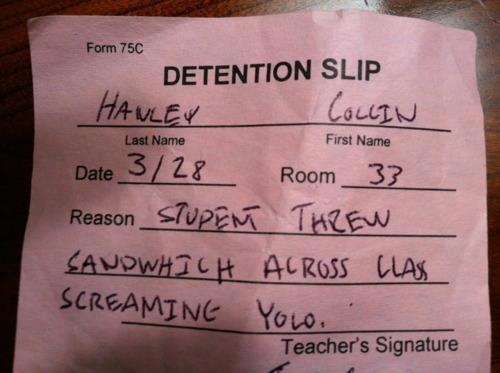 Form 75C
DETENTION SLIP
HANLEY COLLIN
Last Name First Name
Date 3/28 Room 33
Reason STUPENT THREW
SANDWHICH ACROSS CLASS
SCREAMING YOLO.
Teacher's Signature